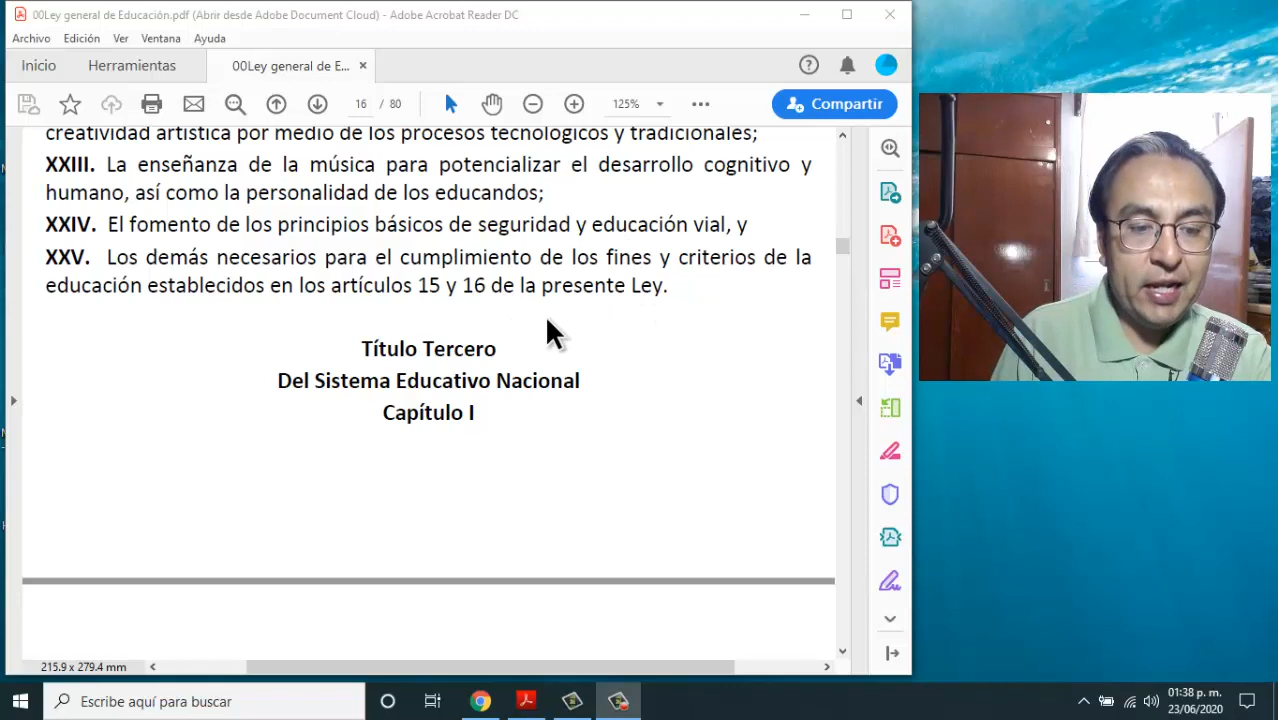 00Ley general de Educación.pdf (Abrir desde Adobe Document Cloud) - Adobe Acrobat Reader DC
Archivo Edición Ver Ventana Ayuda
Inicio Herramientas 00Ley general de E... ×
16 / 80 125% Compartir
creatividad artística por medio de los procesos tecnológicos y tradicionales;
XXIII. La enseñanza de la música para potencializar el desarrollo cognitivo y
humano, así como la personalidad de los educandos;
XXIV. El fomento de los principios básicos de seguridad y educación vial, y
XXV. Los demás necesarios para el cumplimiento de los fines y criterios de la
educación establecidos en los artículos 15 y 16 de la presente Ley.
Título Tercero
Del Sistema Educativo Nacional
Capítulo I
215.9 x 279.4 mm
Escribe aquí para buscar
01:38 p. m.
23/06/2020